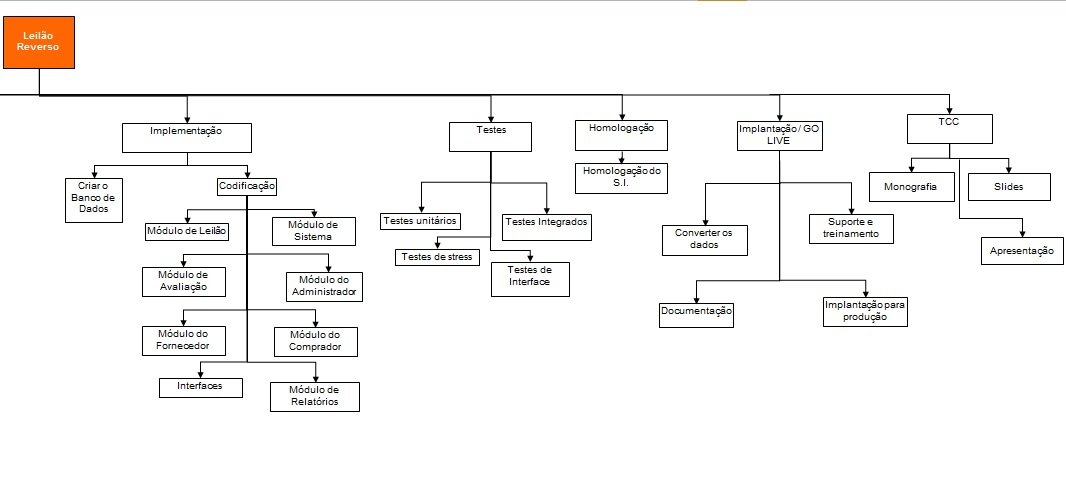 Leilão
Reverso
Implementação
Testes
Homologação
Implantação / GO
LIVE
TCC
Criar o
Banco de
Dados
Codificação
Homologação do
S.I.
Monografia
Slides
Módulo de Leilão
Módulo de
Sistema
Testes unitários
Testes Integrados
Converter os
dados
Suporte e
treinamento
Apresentação
Testes de stress
Testes de
Interface
Módulo de
Avaliação
Módulo do
Administrador
Documentação
Implantação para
produção
Módulo do
Fornecedor
Módulo do
Comprador
Interfaces
Módulo de
Relatórios